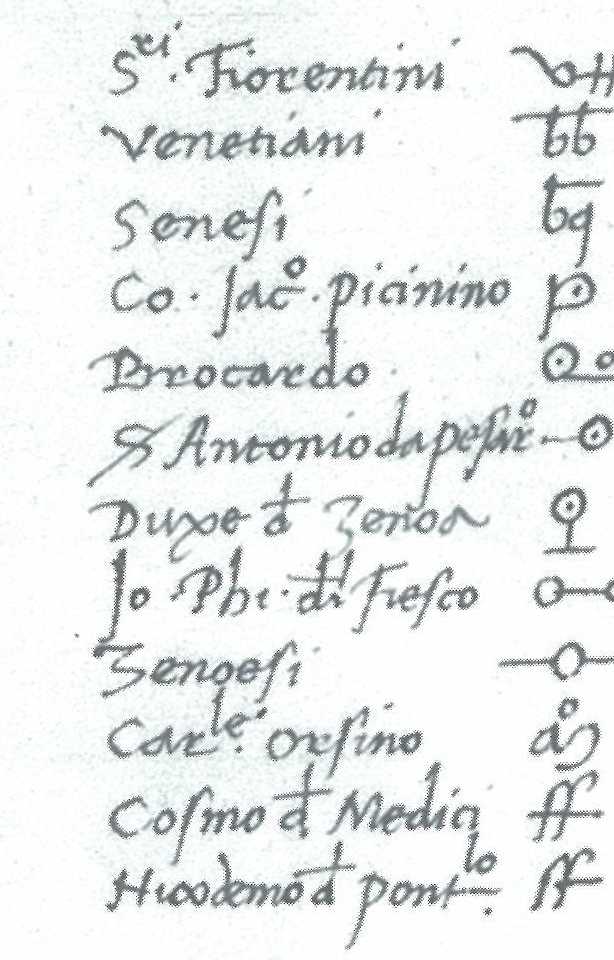 S^ri. Fiorentini
Venetiani
Senesi
Co. Jac^o. picinino
Brocardo
S Antonio da pesar^o
Duxe d Zenoa
Jo. Phi. di Fiesco
Zenoesi
Car^le. Orsino
Cosmo d Medici
Nicodemo d pont^lo.